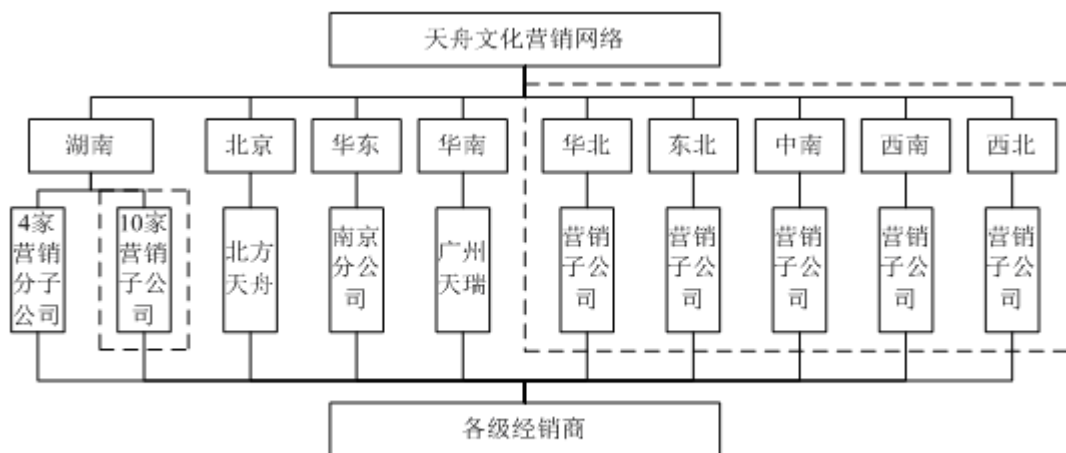 天舟文化营销网络
湖南
北京
华东
华南
华北
东北
中南
西南
西北
4家
营销
分子
公司
10家
营销
子公
司
北方
天舟
南京
分公
司
广州
天瑞
营销
子公
司
营销
子公
司
营销
子公
司
营销
子公
司
营销
子公
司
各级经销商